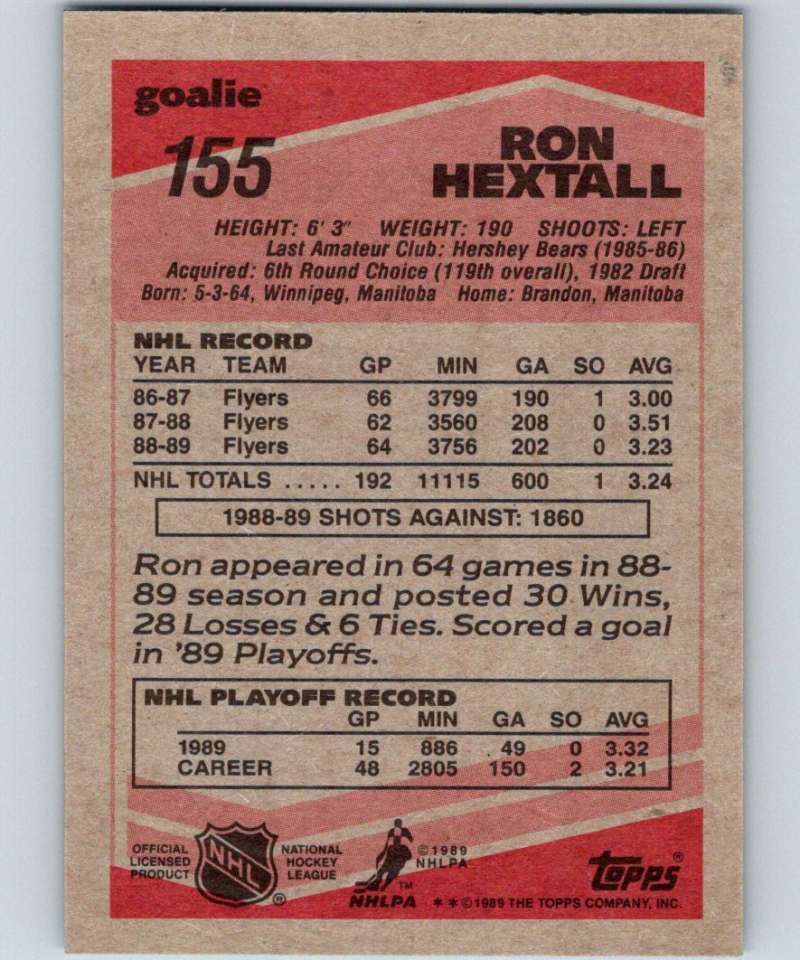 goalie
155
RON
HEXTALL
HEIGHT: 6' 3" WEIGHT: 190 SHOOTS: LEFT
Last Amateur Club: Hershey Bears (1985-86)
Acquired: 6th Round Choice (119th overall), 1982 Draft
Born: 5-3-64, Winnipeg, Manitoba Home: Brandon, Manitoba
NHL RECORD
YEAR TEAM GP MIN GA SO AVG
86-87 Flyers 66 3799 190 1 3.00
87-88 Flyers 62 3560 208 0 3.51
88-89 Flyers 64 3756 202 0 3.23
NHL TOTALS ..... 192 11115 600 1 3.24
1988-89 SHOTS AGAINST: 1860
Ron appeared in 64 games in 88-
89 season and posted 30 Wins,
28 Losses & 6 Ties. Scored a goal
in '89 Playoffs.
NHL PLAYOFF RECORD
GP MIN GA SO AVG
1989 15 886 49 0 3.32
CAREER 48 2805 150 2 3.21
OFFICIAL
LICENSED
PRODUCT
NHL
®
NATIONAL
HOCKEY
LEAGUE
TM
NHLPA
©1989
NHLPA
topps®
**©1989 THE TOPPS COMPANY, INC.